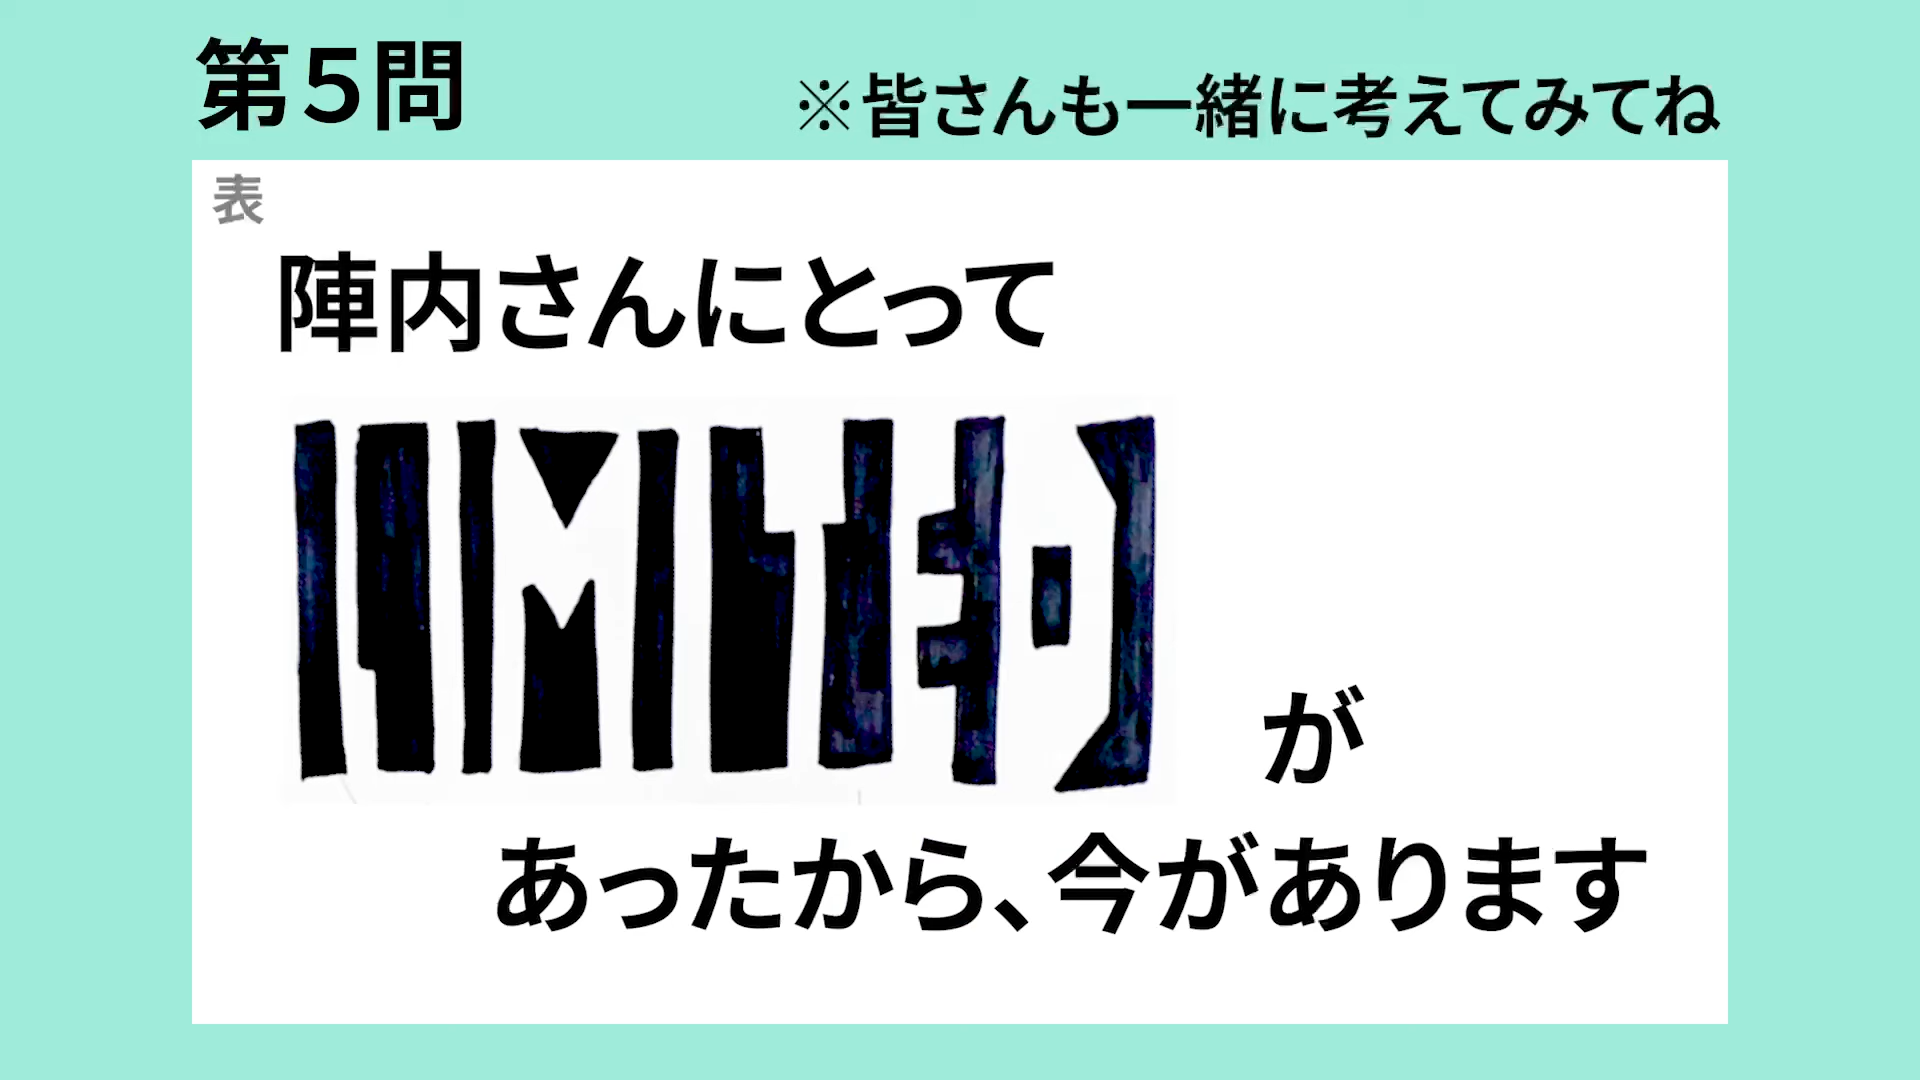 第5問
※皆さんも一緒に考えてみてね
表
陣内さんにとって
LIMITED
が
あったから、今があります